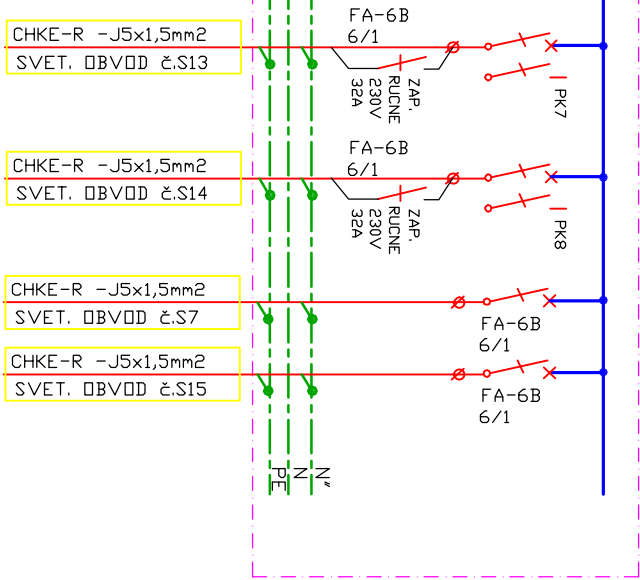 FA-6B
6/1
CHKE-R -J5x1,5mm2
SVET. OBVOD č.S13
ZAP.
RUCNE
230V
32A
PK7
FA-6B
6/1
CHKE-R -J5x1,5mm2
SVET. OBVOD č.S14
ZAP.
RUCNE
230V
32A
PK8
CHKE-R -J5x1,5mm2
SVET. OBVOD č.S7
FA-6B
6/1
CHKE-R -J5x1,5mm2
SVET. OBVOD č.S15
FA-6B
6/1
PE
N
N"